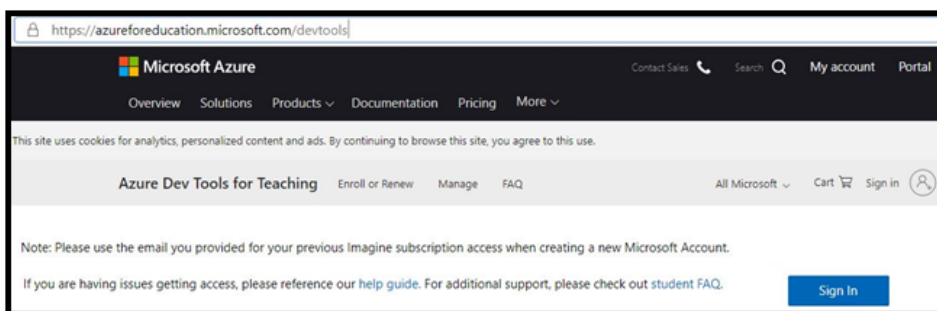 https://azureforeducation.microsoft.com/devtools
Microsoft Azure
Contact Sales Search My account Portal
Overview Solutions Products Documentation Pricing More
This site uses cookies for analytics, personalized content and ads. By continuing to browse this site, you agree to this use.
Azure Dev Tools for Teaching Enroll or Renew Manage FAQ All Microsoft Cart Sign in
Note: Please use the email you provided for your previous Imagine subscription access when creating a new Microsoft Account.
If you are having issues getting access, please reference our help guide. For additional support, please check out student FAQ.
Sign In